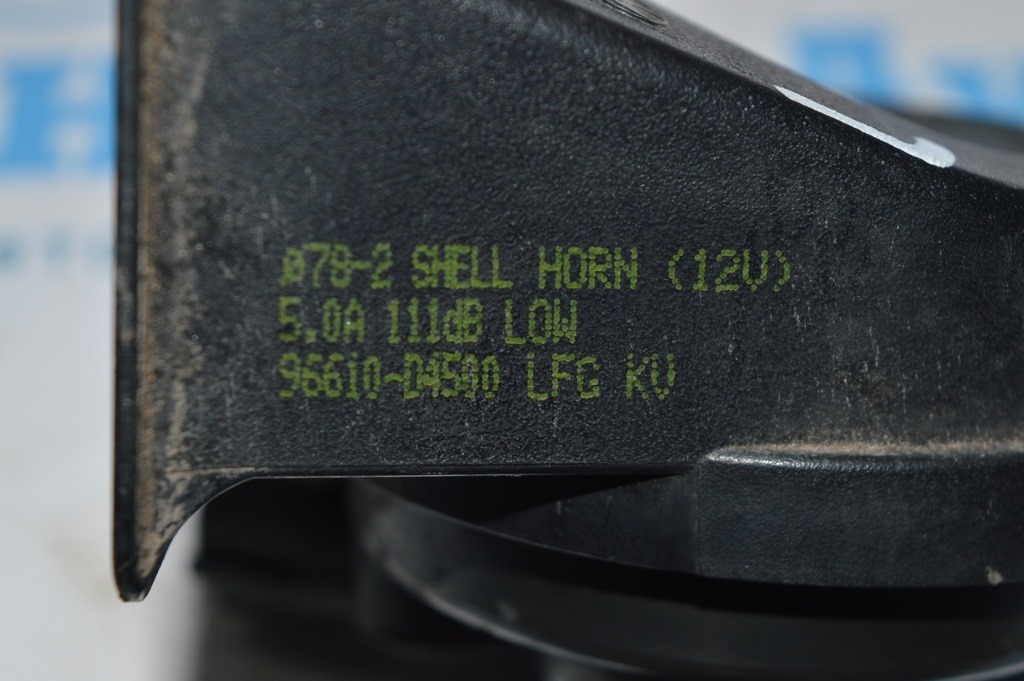 ø78-2 SHELL HORN (12V)
5.0A 111dB LOW
96610-D4500 LFG KV